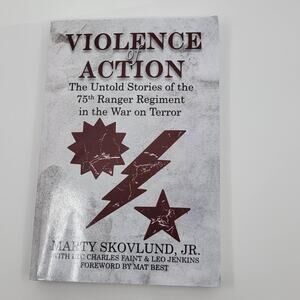 VIOLENCE
of
ACTION
The Untold Stories of the
75th Ranger Regiment
in the War on Terror
MARTY SKOVLUND, JR.
WITH LTC CHARLES FAINT & LEO JENKINS
FOREWORD BY MAT BEST